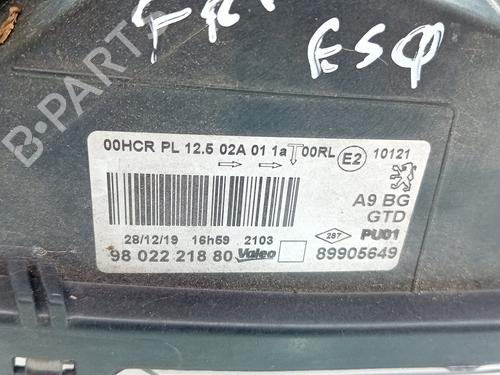 ESQ
00HCR PL 12.5 02A 01 1a 00RL E2 10121
A9 BG
GTD
28/12/19 16h59 2103 287 PU01
98 022 218 80 Valeo 89905649
B-PARTS